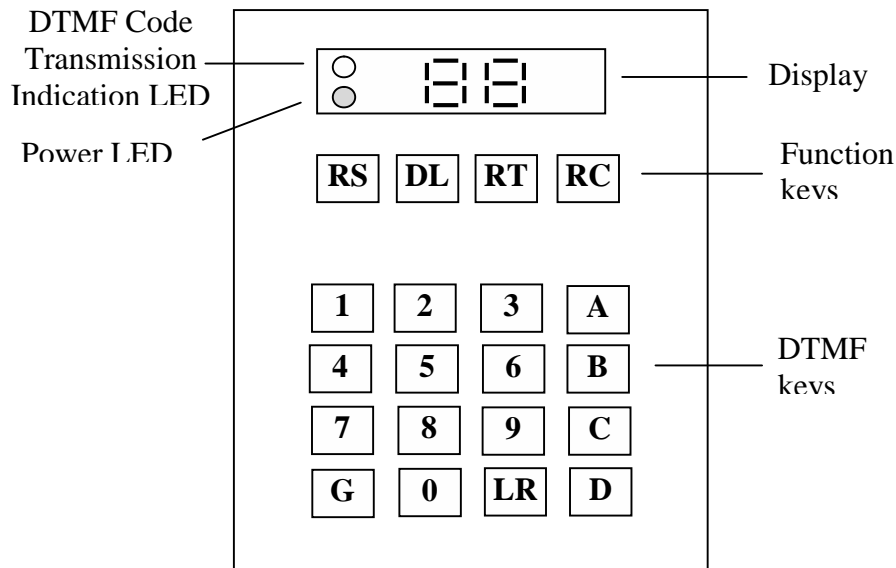 DTMF Code
Transmission
Indication LED
Power LED
88
Display
RS DL RT RC
Function
keys
1 2 3 A
4 5 6 B
DTMF
keys
7 8 9 C
G 0 LR D